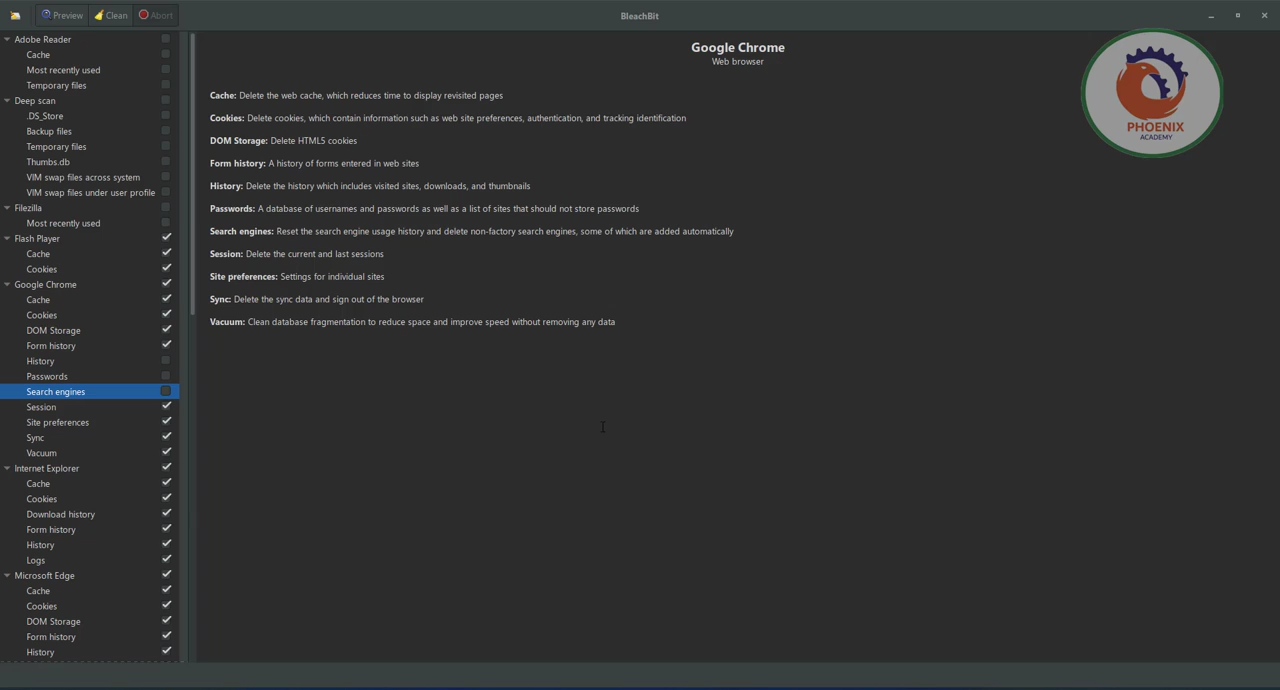 Preview Clean Abort BleachBit
Adobe Reader
Cache
Most recently used
Temporary files
Deep scan
.DS_Store
Backup files
Temporary files
Thumbs.db
VIM swap files across system
VIM swap files under user profile
Filezilla
Most recently used
Flash Player
Cache
Cookies
Google Chrome
Cache
Cookies
DOM Storage
Form history
History
Passwords
Search engines
Session
Site preferences
Sync
Vacuum
Internet Explorer
Cache
Cookies
Download history
Form history
History
Logs
Microsoft Edge
Cache
Cookies
DOM Storage
Form history
History
Google Chrome
Web browser
Cache: Delete the web cache, which reduces time to display revisited pages
Cookies: Delete cookies, which contain information such as web site preferences, authentication, and tracking identification
DOM Storage: Delete HTML5 cookies
Form history: A history of forms entered in web sites
History: Delete the history which includes visited sites, downloads, and thumbnails
Passwords: A database of usernames and passwords as well as a list of sites that should not store passwords
Search engines: Reset the search engine usage history and delete non-factory search engines, some of which are added automatically
Session: Delete the current and last sessions
Site preferences: Settings for individual sites
Sync: Delete the sync data and sign out of the browser
Vacuum: Clean database fragmentation to reduce space and improve speed without removing any data
PHOENIX
ACADEMY